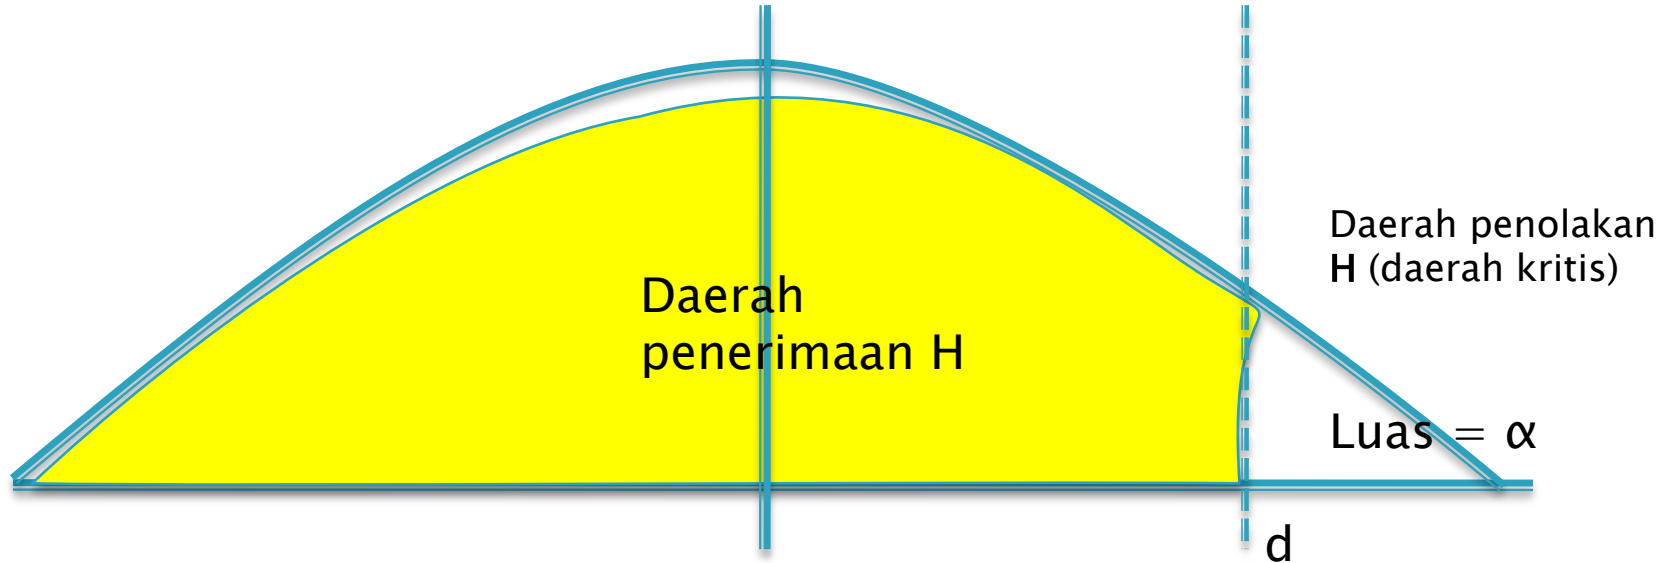 Daerah
penerimaan H
Daerah penolakan
H (daerah kritis)
Luas = α
d